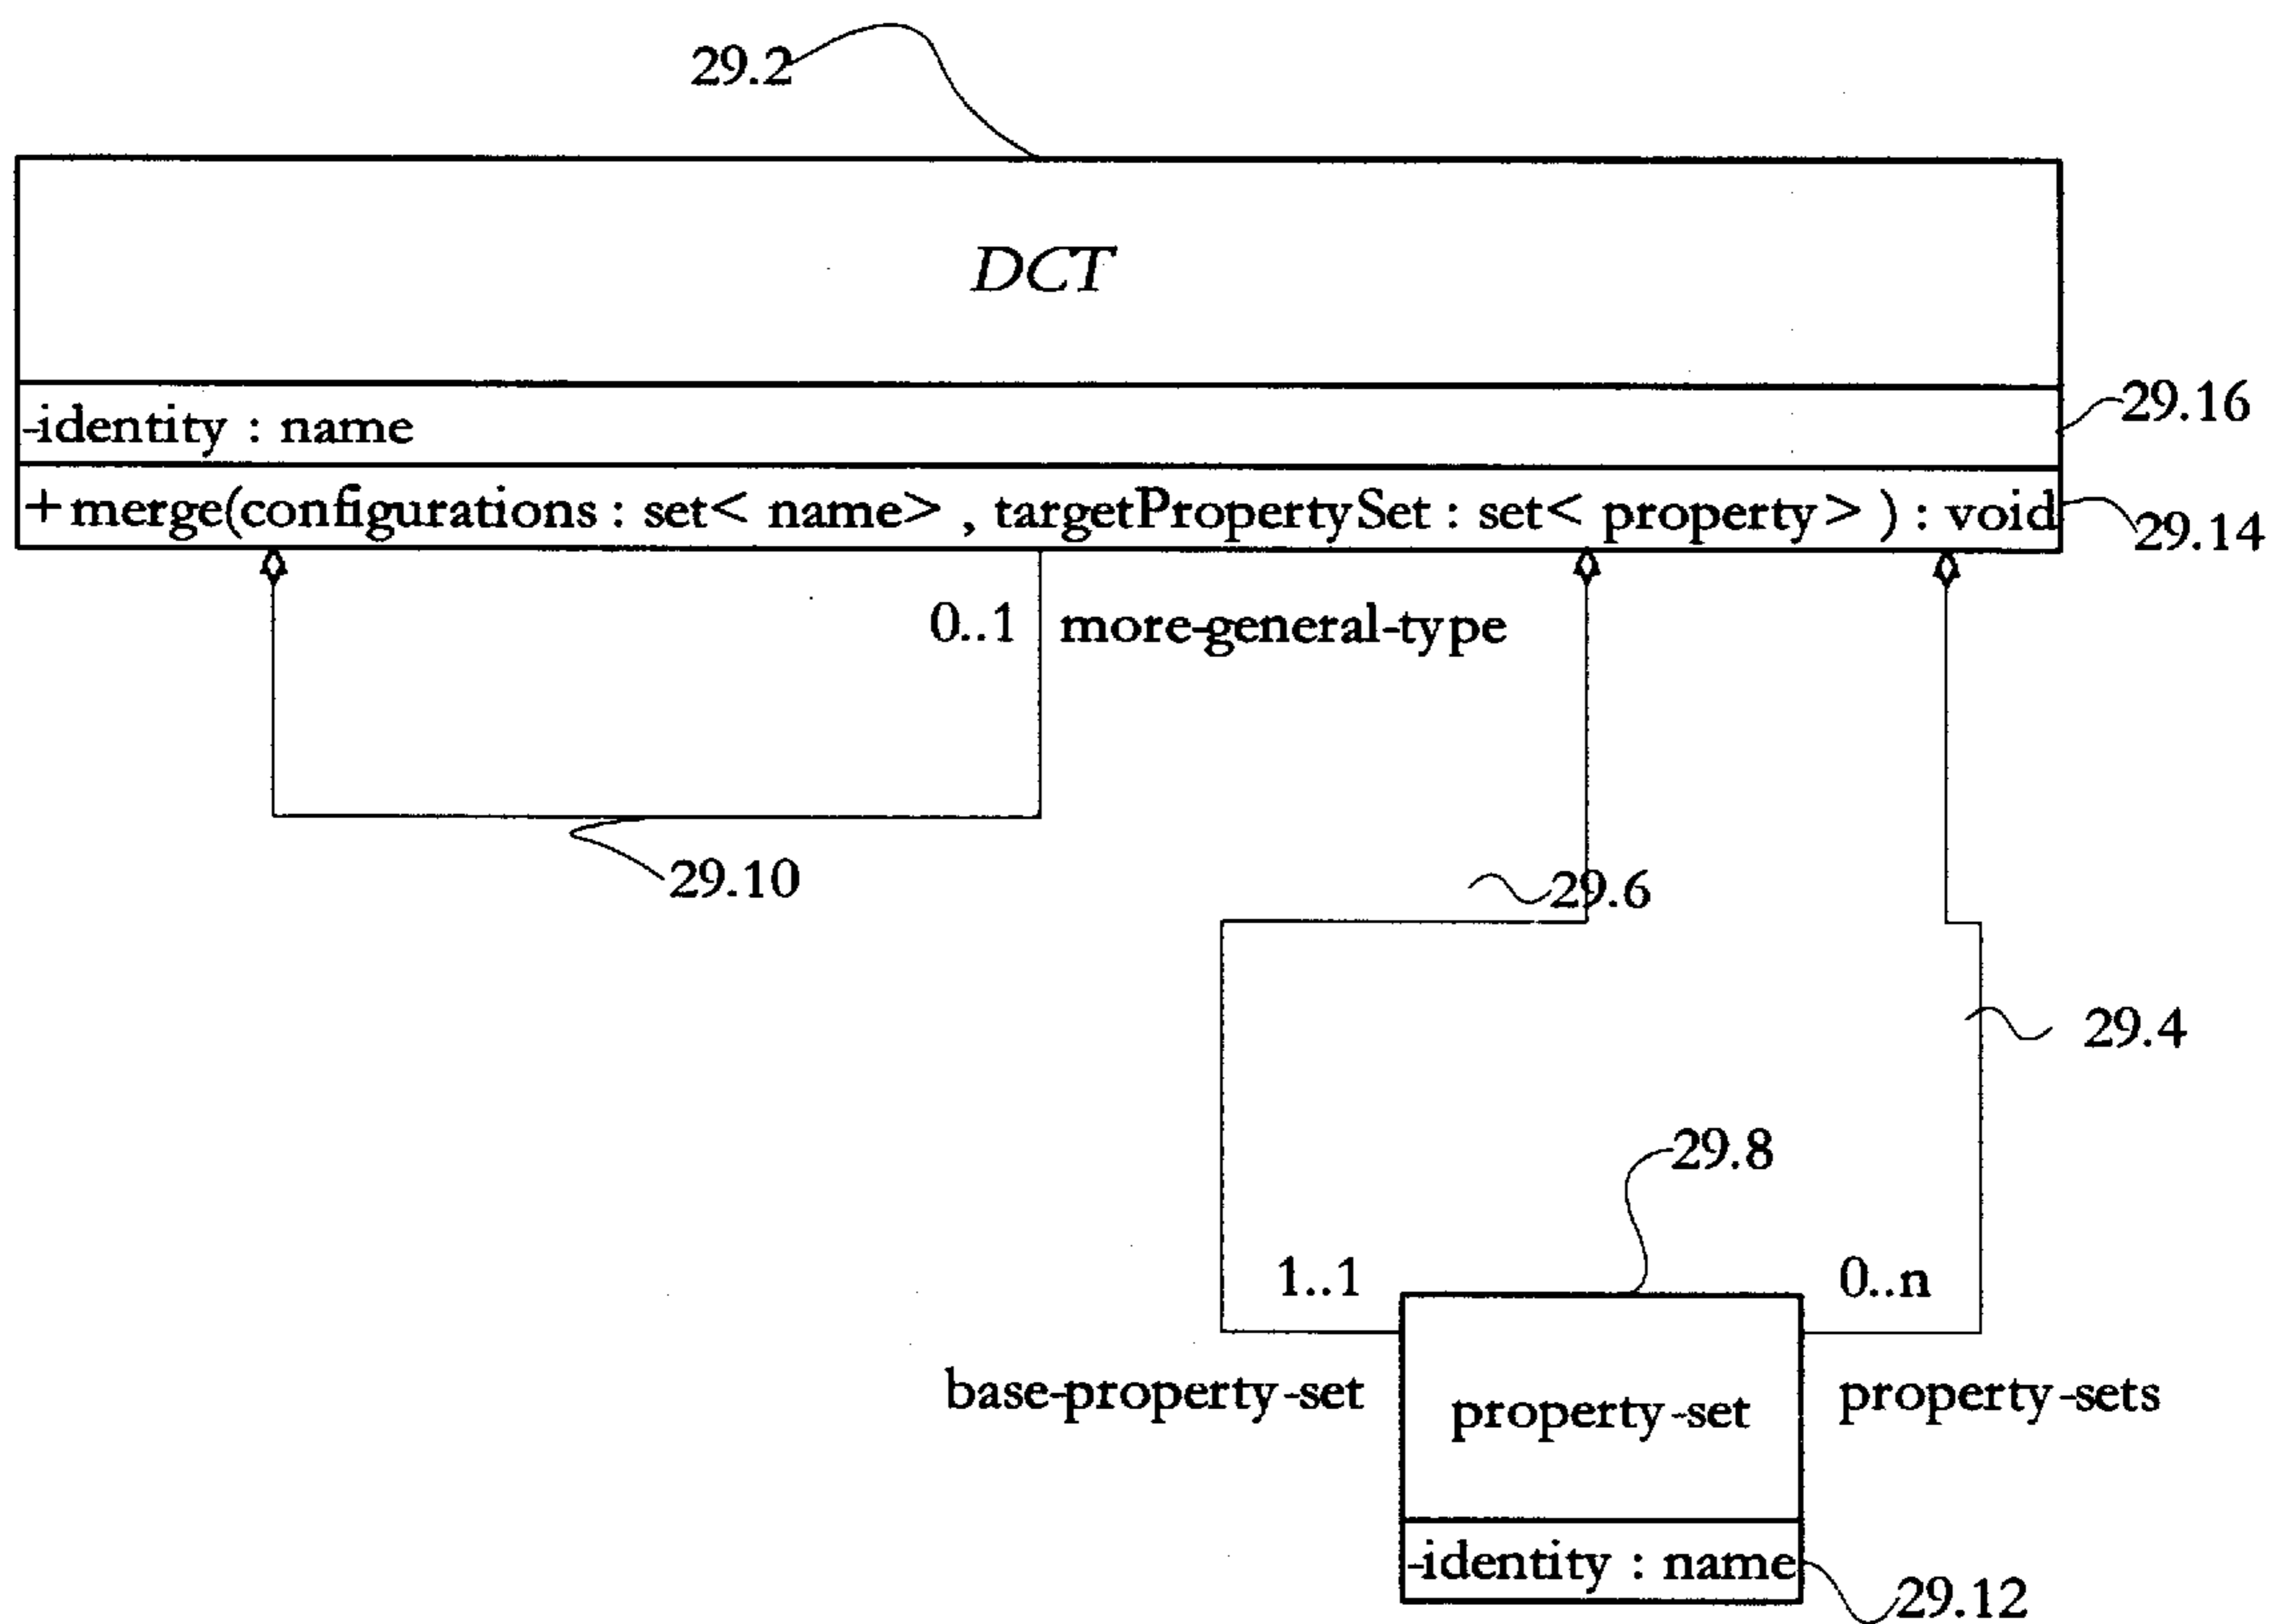 29.2
DCT
-identity : name
29.16
+merge(configurations : set< name> , targetPropertySet : set< property> ) : void
29.14
0..1 more-general-type
29.10
29.6
29.4
29.8
1..1
0..n
base-property-set
property-set
property-sets
-identity : name
29.12